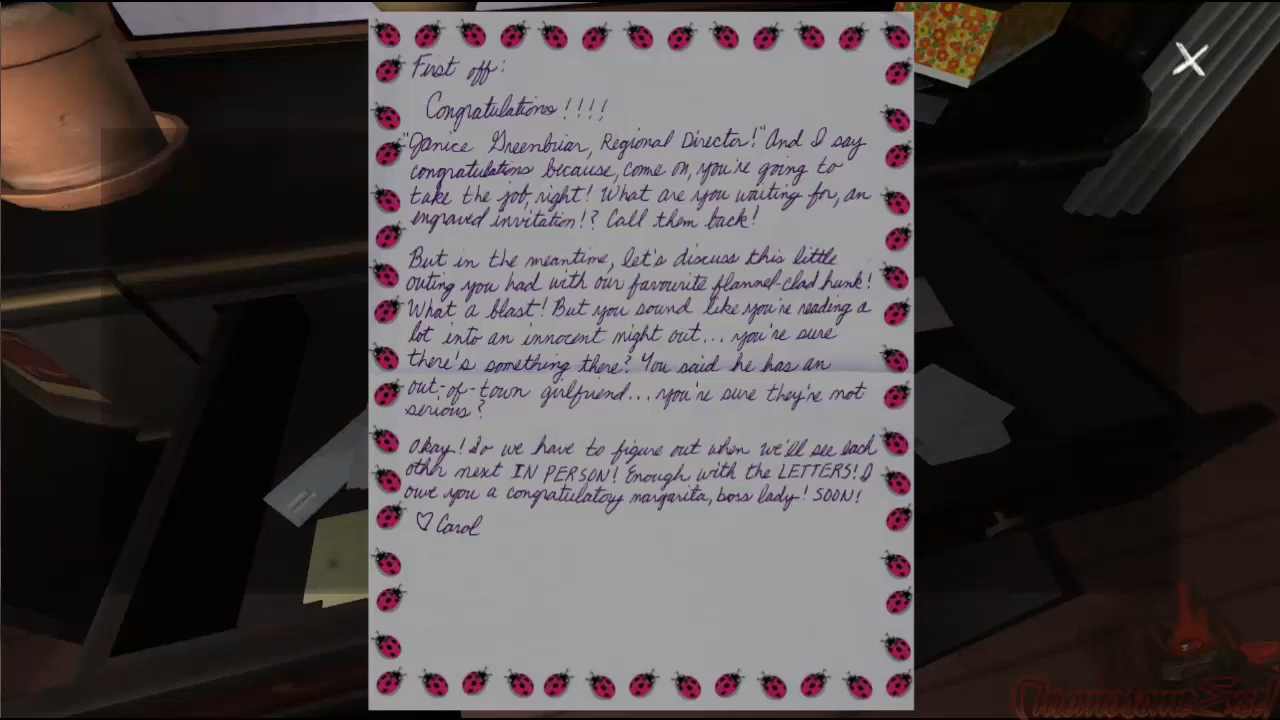 First off:
Congratulations!!!!
"Janice Greenbriar, Regional Director!" And I say
congratulations because, come on, you're going to
take the job, right! What are you waiting for, an
engraved invitation!? Call them back!
But in the meantime, let's discuss this little
outing you had with our favourite flannel-clad hunk!
What a blast! But you sound like you're reading a
lot into an innocent night out... you're sure
there's something there? You said he has an
out-of-town girlfriend... you're sure they're not
serious?
Okay! So we have to figure out when we'll see each
other next IN PERSON! Enough with the LETTERS! I
owe you a congratulatory margarita, boss lady! SOON!
♡ Carol